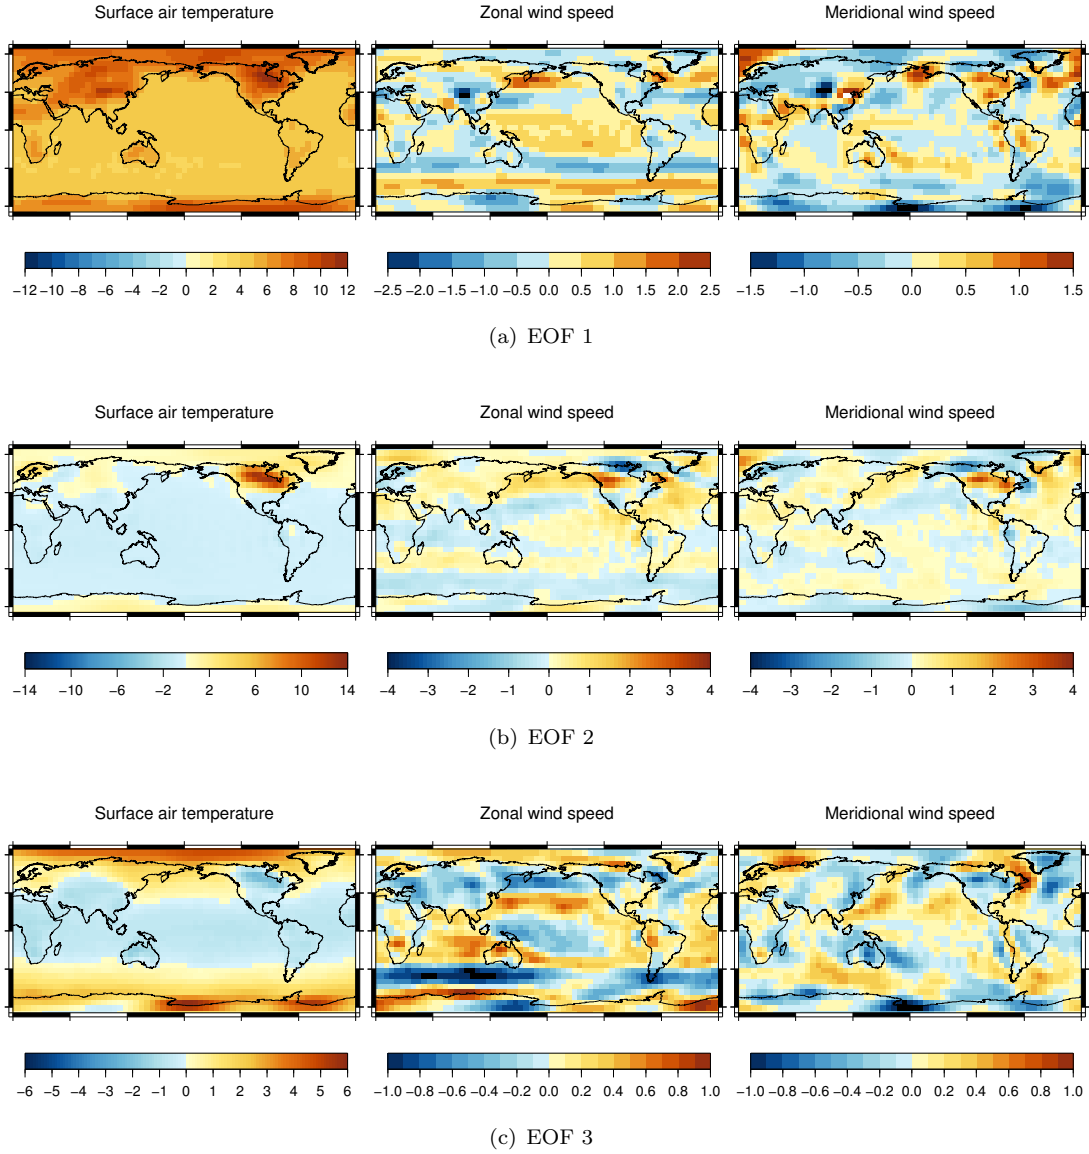 Surface air temperature Zonal wind speed Meridional wind speed
−12 −10 −8 −6 −4 −2 0 2 4 6 8 10 12 −2.5 −2.0 −1.5 −1.0 −0.5 0.0 0.5 1.0 1.5 2.0 2.5 −1.5 −1.0 −0.5 0.0 0.5 1.0 1.5
(a) EOF 1
Surface air temperature Zonal wind speed Meridional wind speed
−14 −10 −6 −2 2 6 10 14 −4 −3 −2 −1 0 1 2 3 4 −4 −3 −2 −1 0 1 2 3 4
(b) EOF 2
Surface air temperature Zonal wind speed Meridional wind speed
−6 −5 −4 −3 −2 −1 0 1 2 3 4 5 6 −1.0 −0.8 −0.6 −0.4 −0.2 0.0 0.2 0.4 0.6 0.8 1.0 −1.0 −0.8 −0.6 −0.4 −0.2 0.0 0.2 0.4 0.6 0.8 1.0
(c) EOF 3